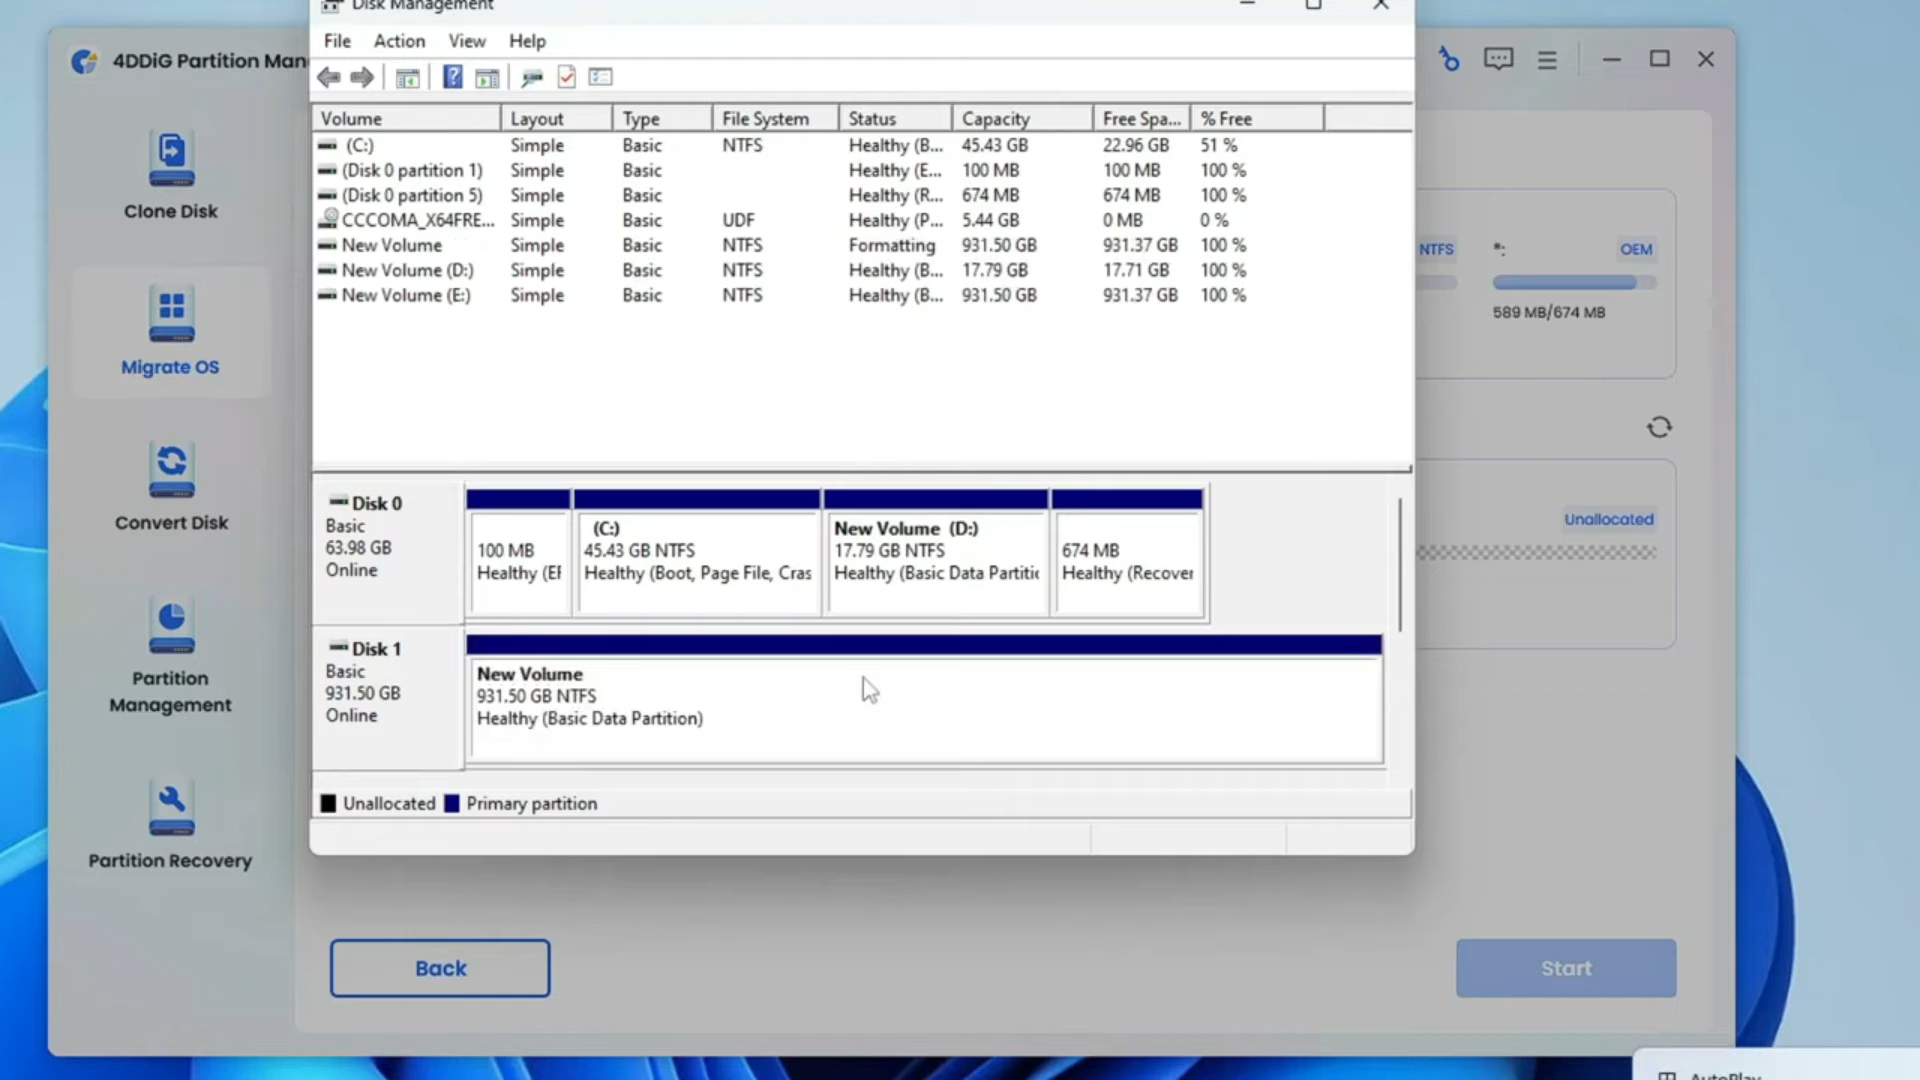 Disk Management
File Action View Help
4DDiG Partition Man
Volume Layout Type File System Status Capacity Free Spa... % Free
(C:) Simple Basic NTFS Healthy (B... 45.43 GB 22.96 GB 51 %
(Disk 0 partition 1) Simple Basic Healthy (E... 100 MB 100 MB 100 %
(Disk 0 partition 5) Simple Basic Healthy (R... 674 MB 674 MB 100 %
CCCOMA_X64FRE... Simple Basic UDF Healthy (P... 5.44 GB 0 MB 0 %
New Volume Simple Basic NTFS Formatting 931.50 GB 931.37 GB 100 %
New Volume (D:) Simple Basic NTFS Healthy (B... 17.79 GB 17.71 GB 100 %
New Volume (E:) Simple Basic NTFS Healthy (B... 931.50 GB 931.37 GB 100 %
Clone Disk
Migrate OS
Convert Disk
Partition
Management
Partition Recovery
NTFS *: OEM
589 MB/674 MB
Unallocated
Disk 0
Basic
63.98 GB
Online
100 MB
Healthy (EF
(C:)
45.43 GB NTFS
Healthy (Boot, Page File, Cras
New Volume (D:)
17.79 GB NTFS
Healthy (Basic Data Partitic
674 MB
Healthy (Recover
Disk 1
Basic
931.50 GB
Online
New Volume
931.50 GB NTFS
Healthy (Basic Data Partition)
Unallocated Primary partition
Back
Start
AutoPlay